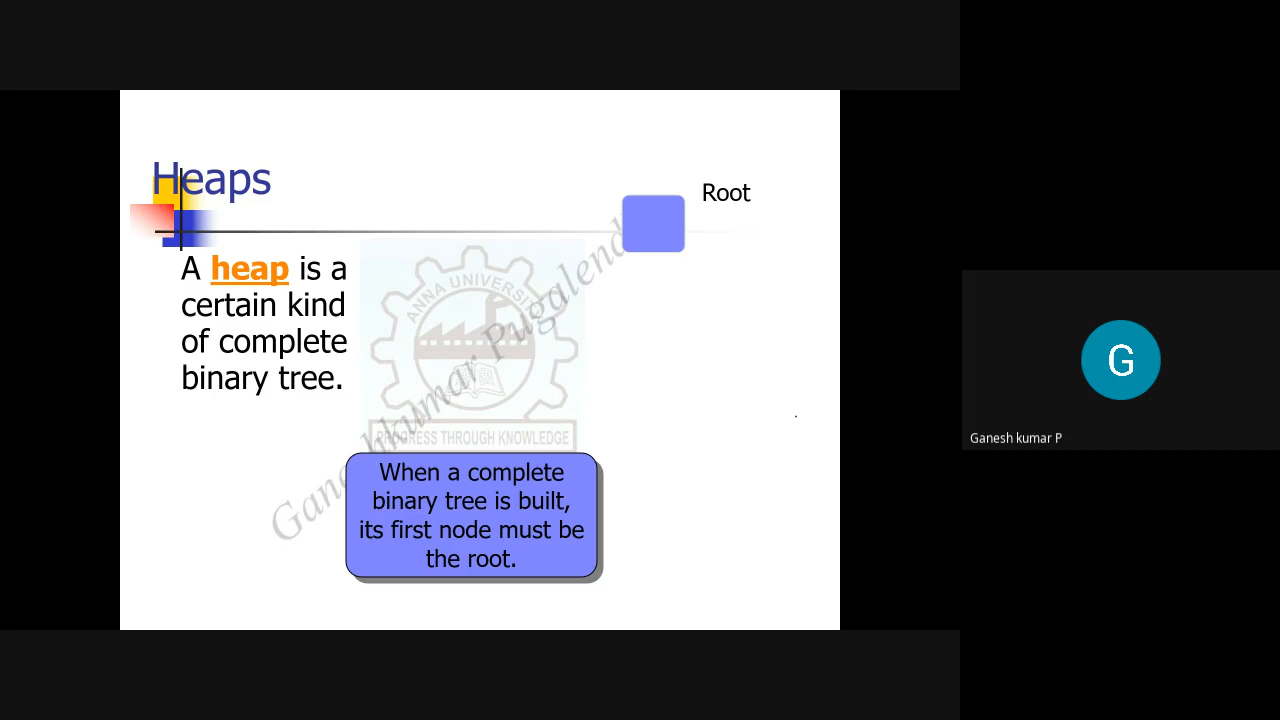 Heaps
Root
A heap is a
certain kind
of complete
binary tree.
ANNA UNIVERSITY
PROGRESS THROUGH KNOWLEDGE
When a complete
binary tree is built,
its first node must be
the root.
G
Ganesh kumar P